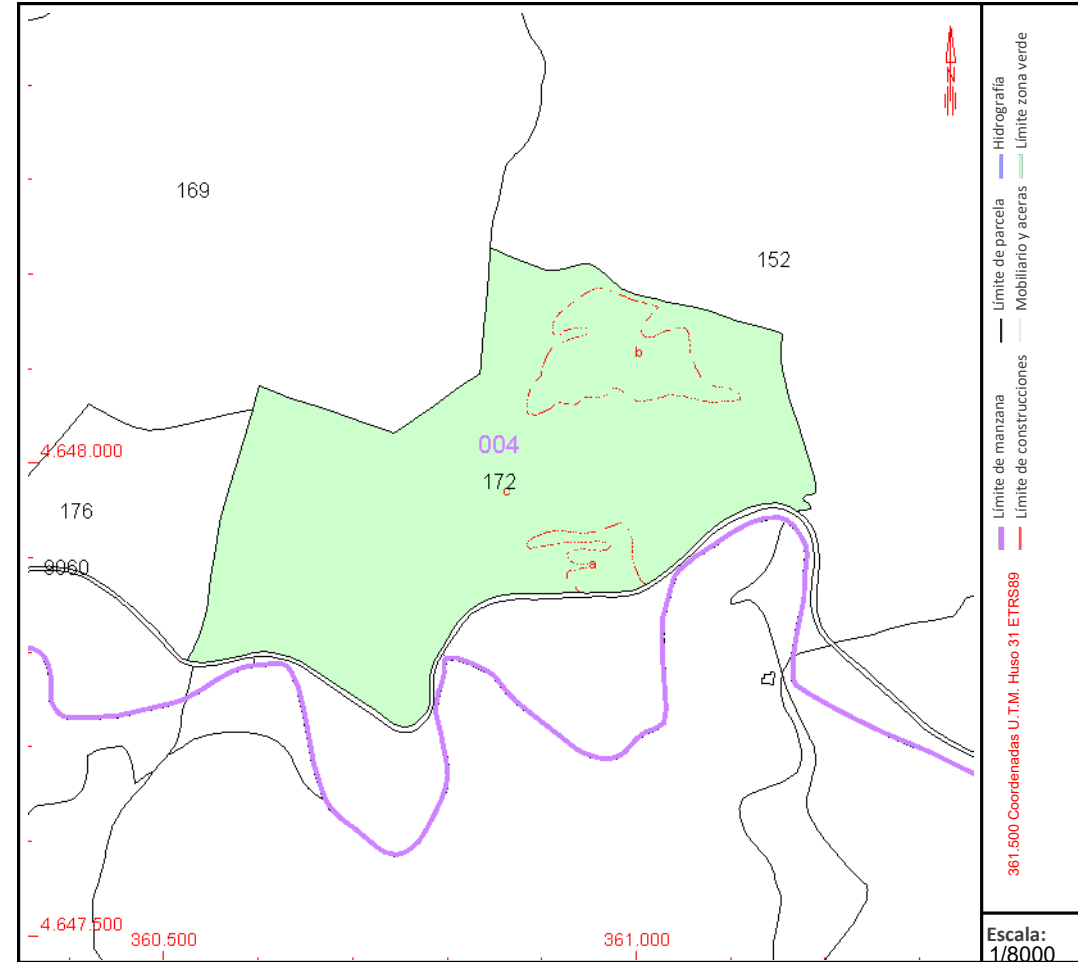 N
169
152
b
004
4.648.000
172
c
176
9060
a
4.647.500
360.500
361.000
Hidrografía
Límite zona verde
Límite de parcela
Mobiliario y aceras
Límite de manzana
Límite de construcciones
361.500 Coordenadas U.T.M. Huso 31 ETRS89
Escala:
1/8000